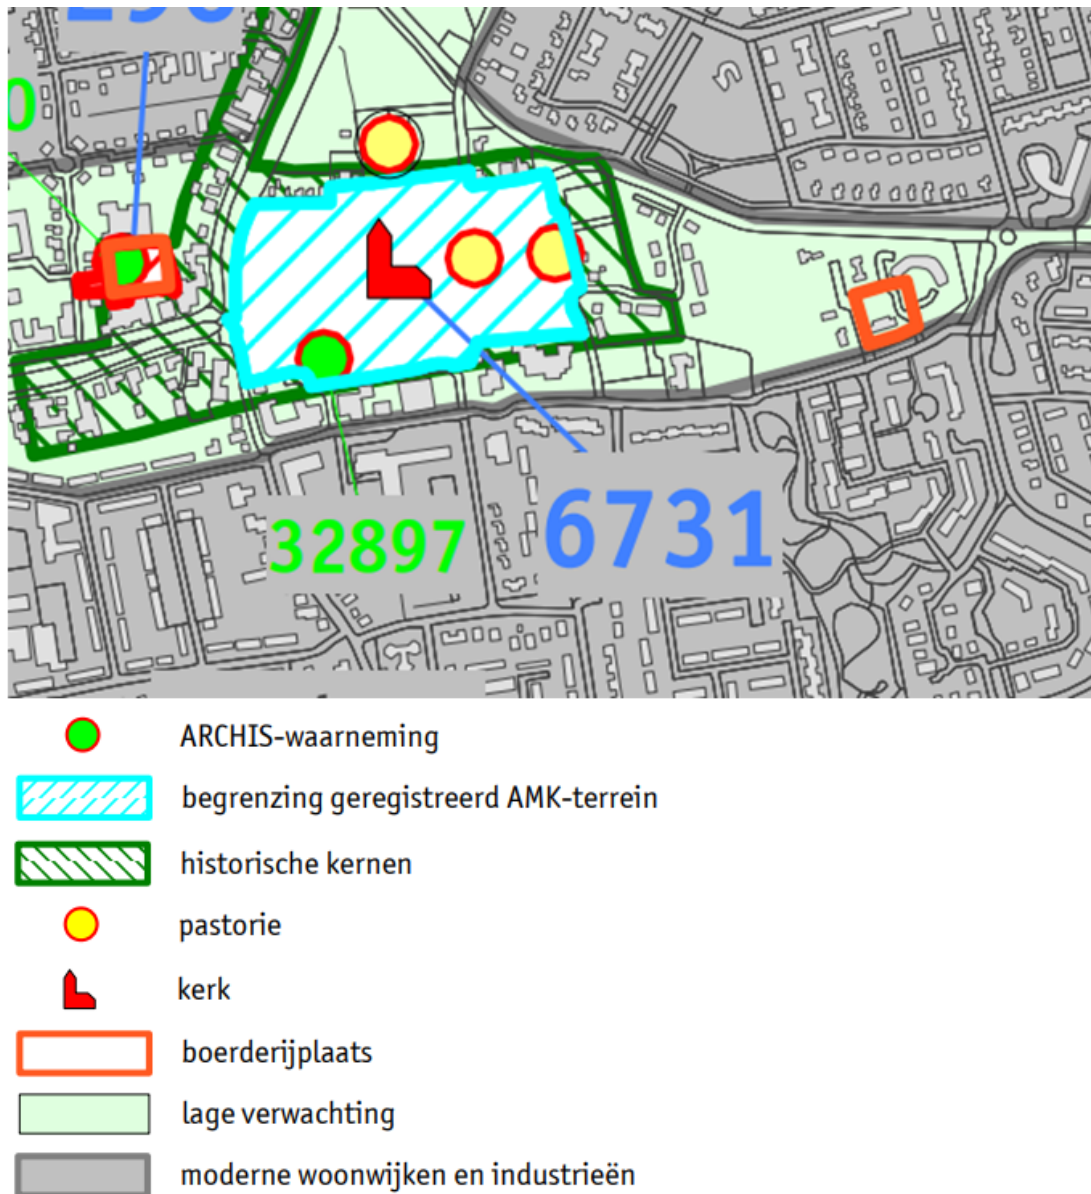 32897
6731
ARCHIS-waarneming
begrenzing geregistreerd AMK-terrein
historische kernen
pastorie
kerk
boerderijplaats
lage verwachting
moderne woonwijken en industrieën